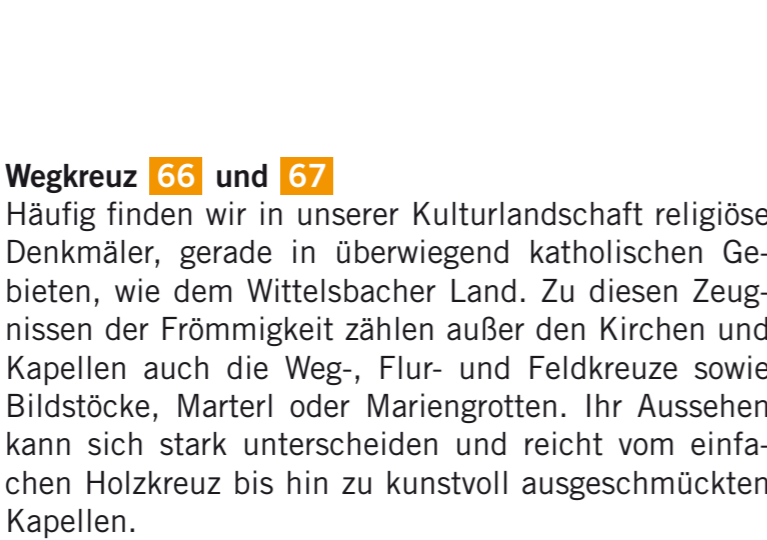 Wegkreuz 66 und 67
Häufig finden wir in unserer Kulturlandschaft religiöse
Denkmäler, gerade in überwiegend katholischen Ge-
bieten, wie dem Wittelsbacher Land. Zu diesen Zeug-
nissen der Frömmigkeit zählen außer den Kirchen und
Kapellen auch die Weg-, Flur- und Feldkreuze sowie
Bildstöcke, Marterl oder Mariengrotten. Ihr Aussehen
kann sich stark unterscheiden und reicht vom einfa-
chen Holzkreuz bis hin zu kunstvoll ausgeschmückten
Kapellen.